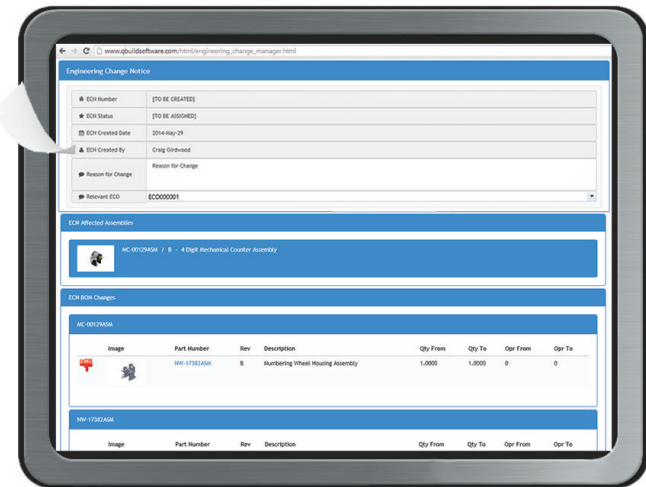 www.qbuildsoftware.com/html/engineering_change_manager.html
Engineering Change Notice
ECN Number [TO BE CREATED]
ECN Status [TO BE ASSIGNED]
ECN Created Date 2014-May-29
ECN Created By Craig Girdwood
Reason for Change
Reason for Change
Relevant ECO ECO000001
ECN Affected Assemblies
MC-00129ASM / B - 4 Digit Mechanical Counter Assembly
ECN BOM Changes
MC-00129ASM
Image Part Number Rev Description Qty From Qty To Opr From Opr To
NW-17382ASM B Numbering Wheel Housing Assembly 1.0000 1.0000 0 0
NW-17382ASM
Image Part Number Rev Description Qty From Qty To Opr From Opr To